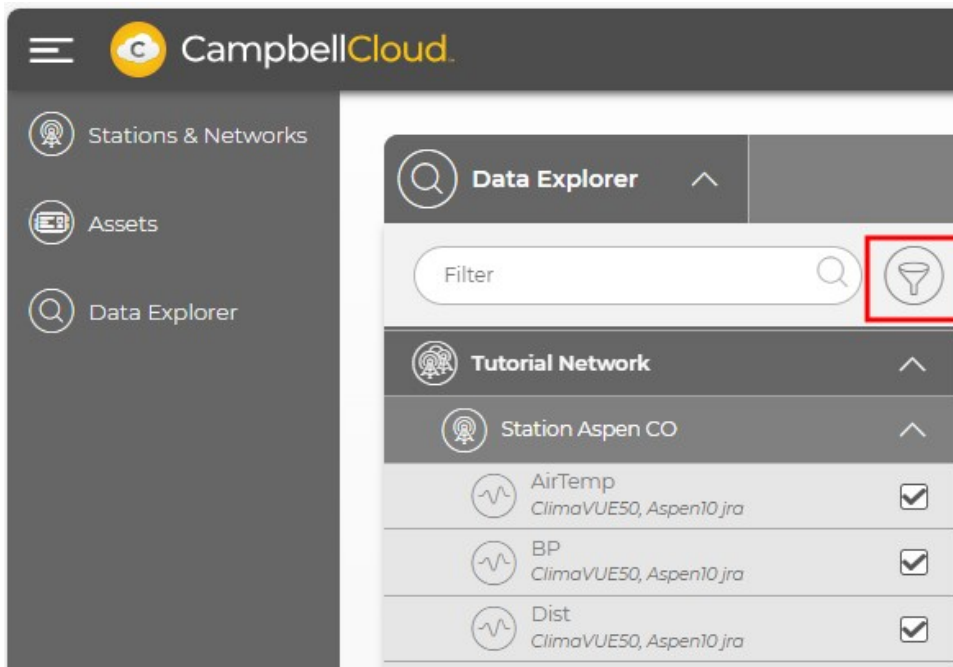 CampbellCloud
Stations & Networks
Assets
Data Explorer
Data Explorer
Filter
Tutorial Network
Station Aspen CO
AirTemp
ClimaVUE50, Aspen10 jra
BP
ClimaVUE50, Aspen10 jra
Dist
ClimaVUE50, Aspen10 jra